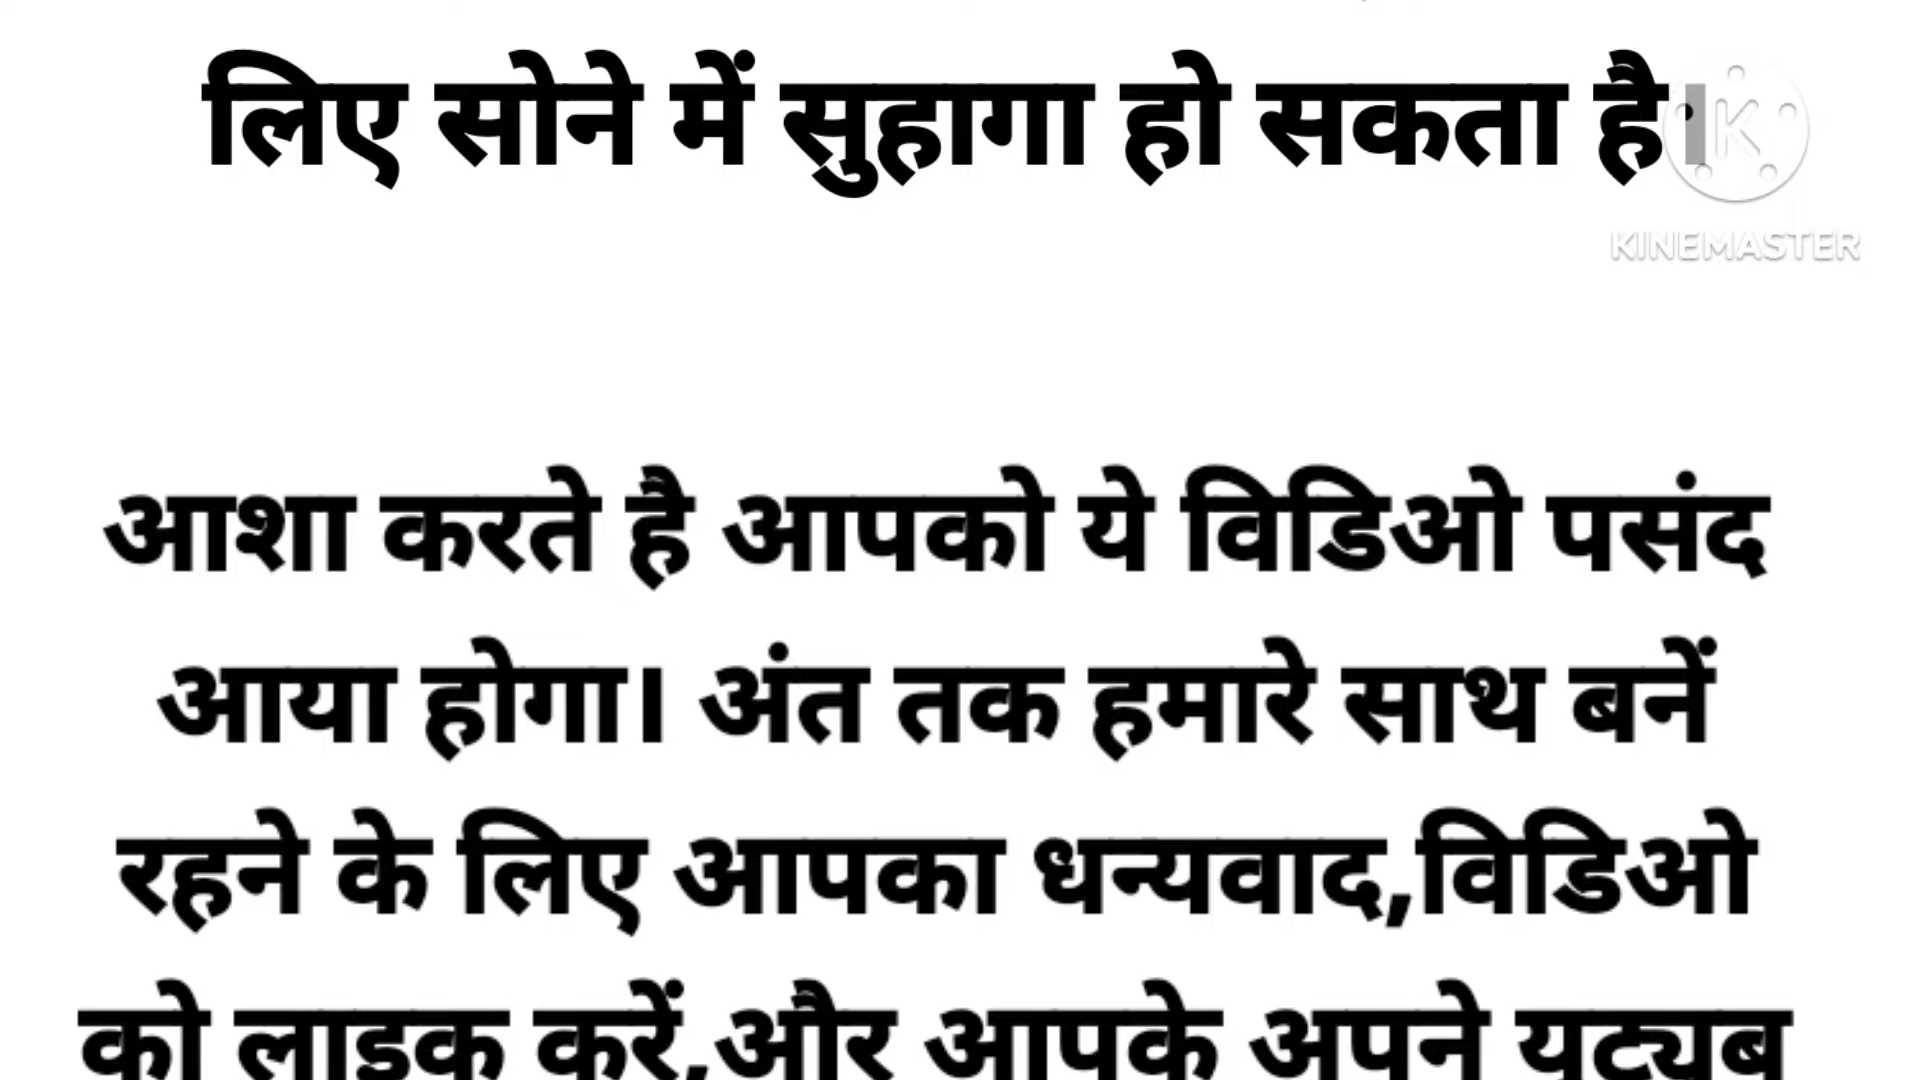 लिए सोने में सुहागा हो सकता है।
KINEMASTER
आशा करते है आपको ये विडिओ पसंद
आया होगा। अंत तक हमारे साथ बनें
रहने के लिए आपका धन्यवाद,विडिओ
को लाइक करें,और आपके अपने